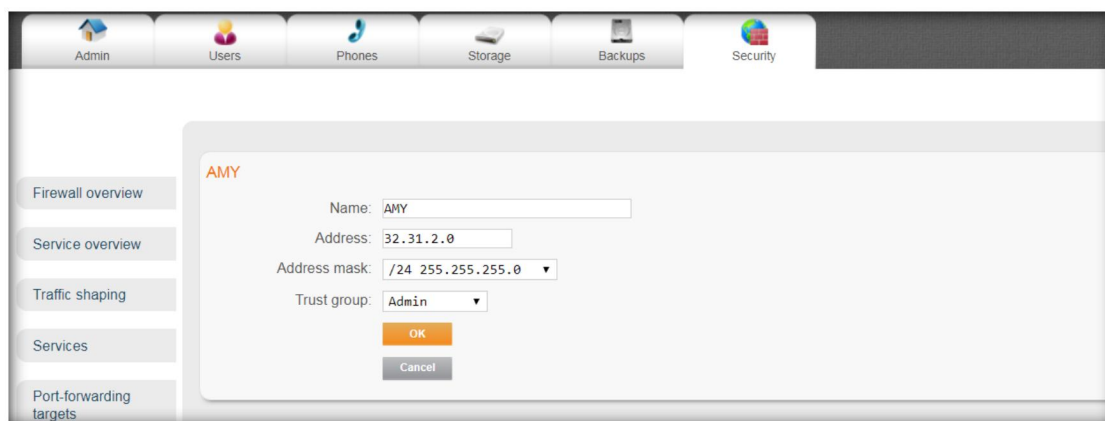 Admin Users Phones Storage Backups Security
AMY
Firewall overview
Name: AMY
Service overview
Address: 32.31.2.0
Address mask: /24 255.255.255.0
Traffic shaping
Trust group: Admin
OK
Services
Cancel
Port-forwarding
targets